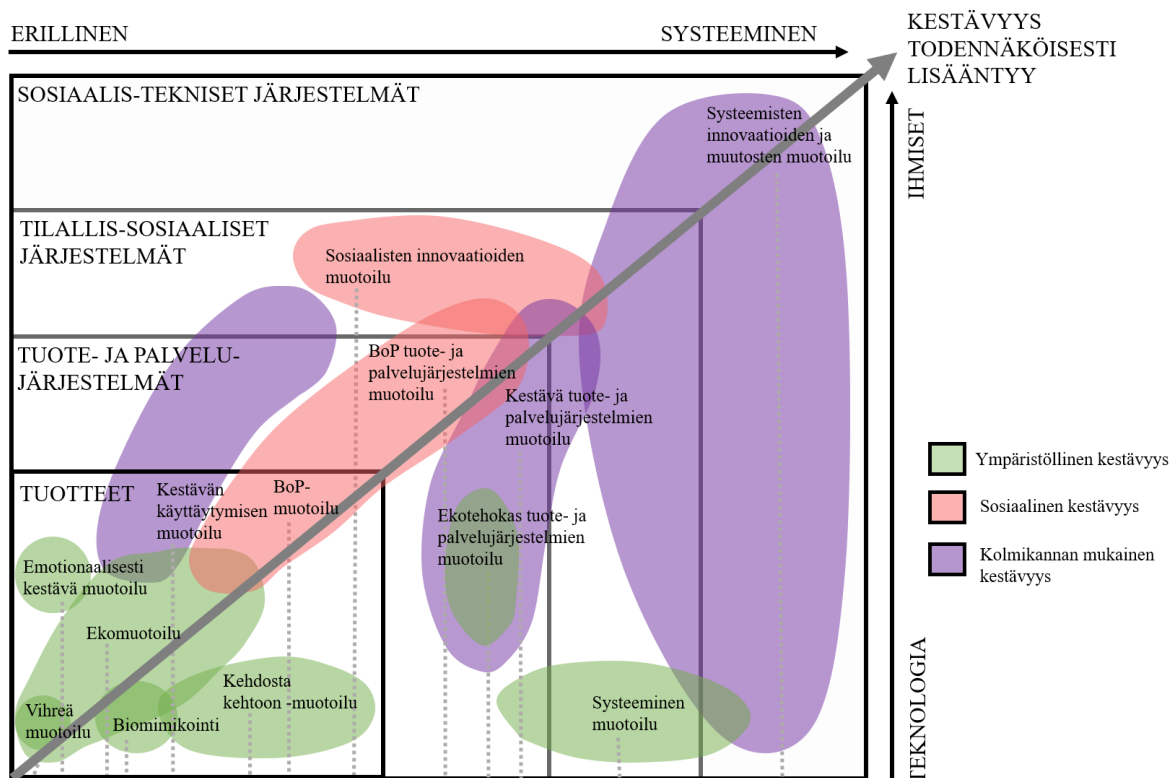 ERILLINEN
SYSTEEMINEN
KESTÄVYYS
TODENNÄKÖISESTI
LISÄÄNTYY
SOSIAALIS-TEKNISET JÄRJESTELMÄT
Systeemisten
innovaatioiden ja
muutosten muotoilu
IHMISET
TILALLIS-SOSIAALISET
JÄRJESTELMÄT
Sosiaalisten innovaatioiden
muotoilu
TUOTE- JA PALVELU-
JÄRJESTELMÄT
BoP tuote- ja
palvelujärjestelmien
muotoilu
Kestävä tuote- ja
palvelujärjestelmien
muotoilu
TUOTTEET
Kestävän
käyttäytymisen
muotoilu
BoP-
muotoilu
Ekotehokas tuote- ja
palvelujärjestelmien
muotoilu
Emotionaalisesti
kestävä muotoilu
Ekomuotoilu
Vihreä
muotoilu
Biomimikointi
Kehdosta
kehtoon -muotoilu
Systeeminen
muotoilu
TEKNOLOGIA
Ympäristöllinen kestävyys
Sosiaalinen kestävyys
Kolmikannan mukainen
kestävyys